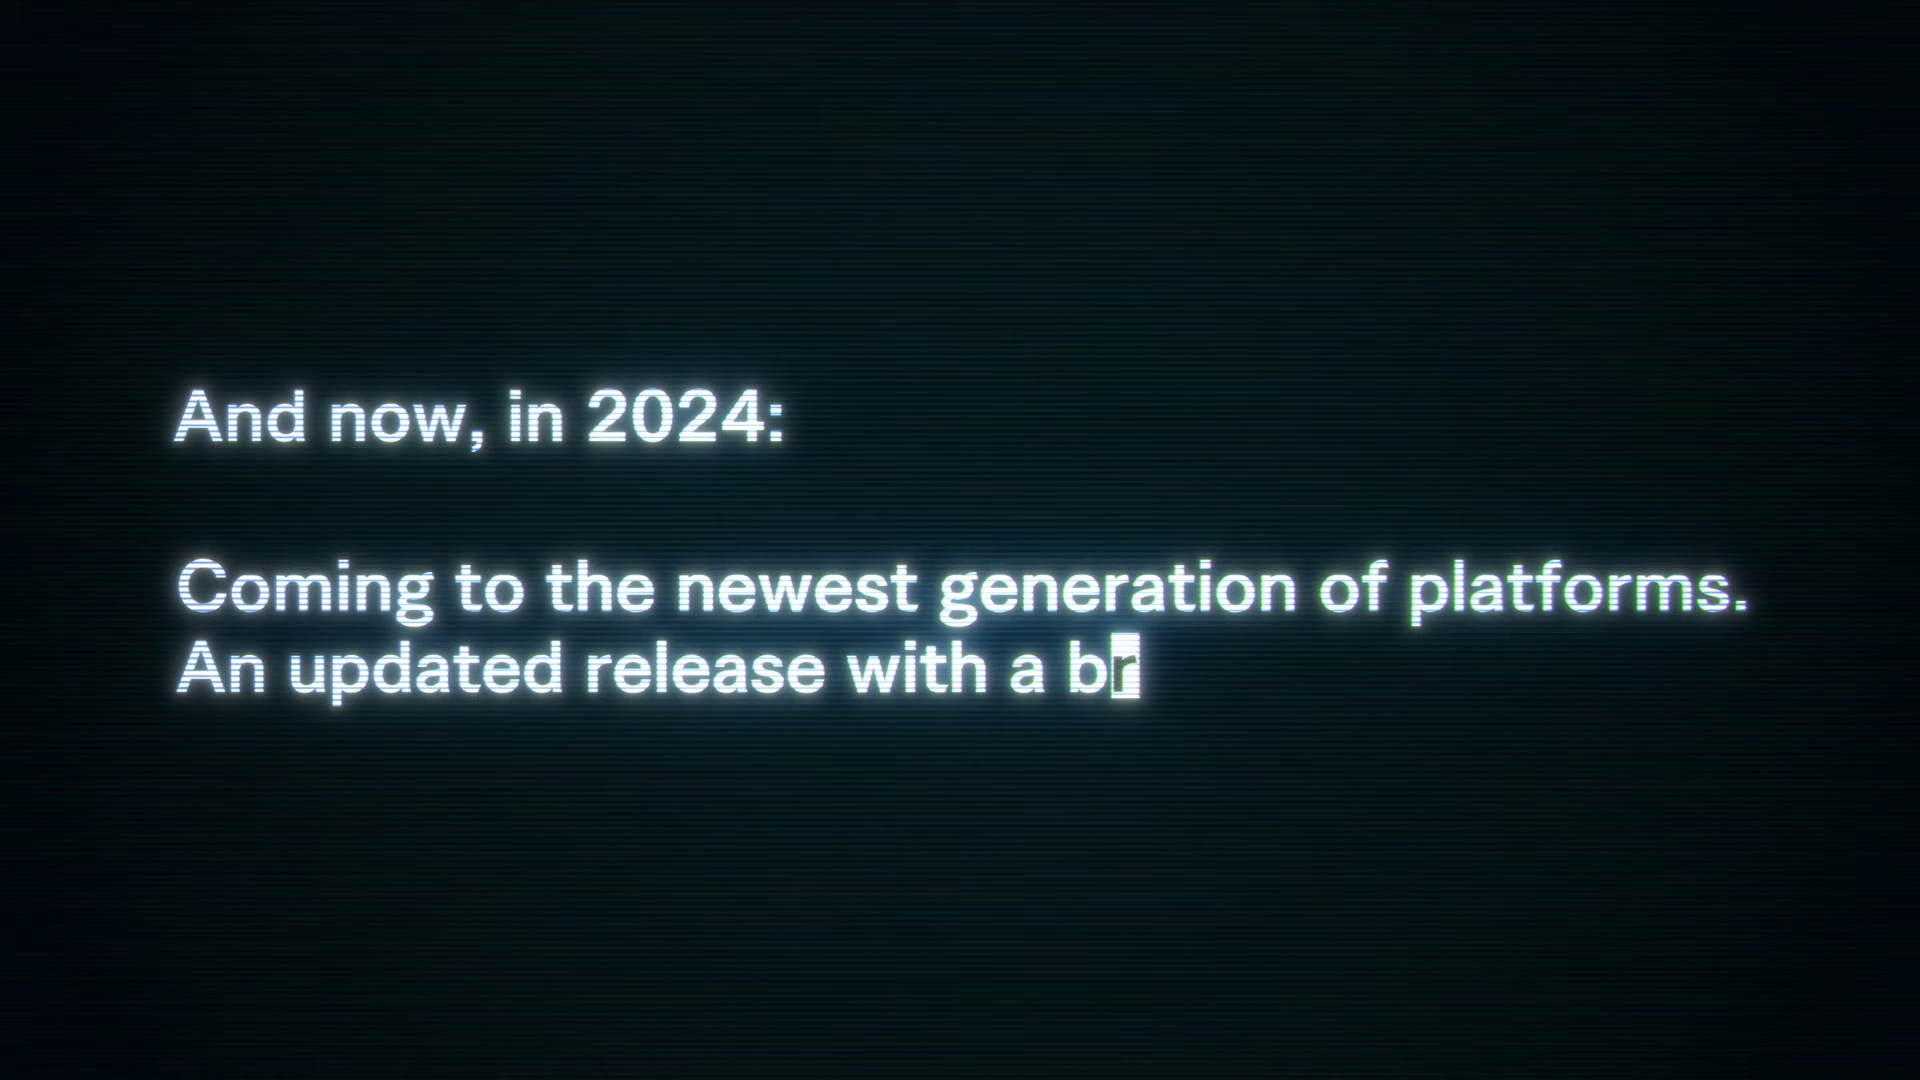 And now, in 2024:
Coming to the newest generation of platforms.
An updated release with a br